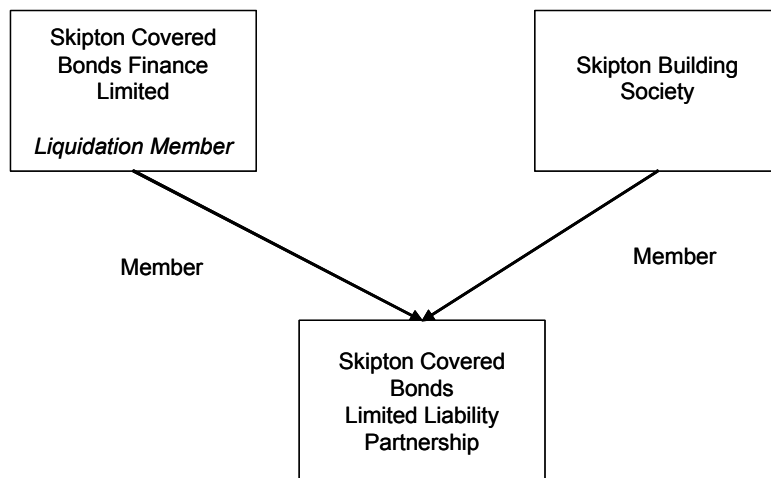 Skipton Covered
Bonds Finance
Limited
Liquidation Member
Skipton Building
Society
Member
Member
Skipton Covered
Bonds
Limited Liability
Partnership